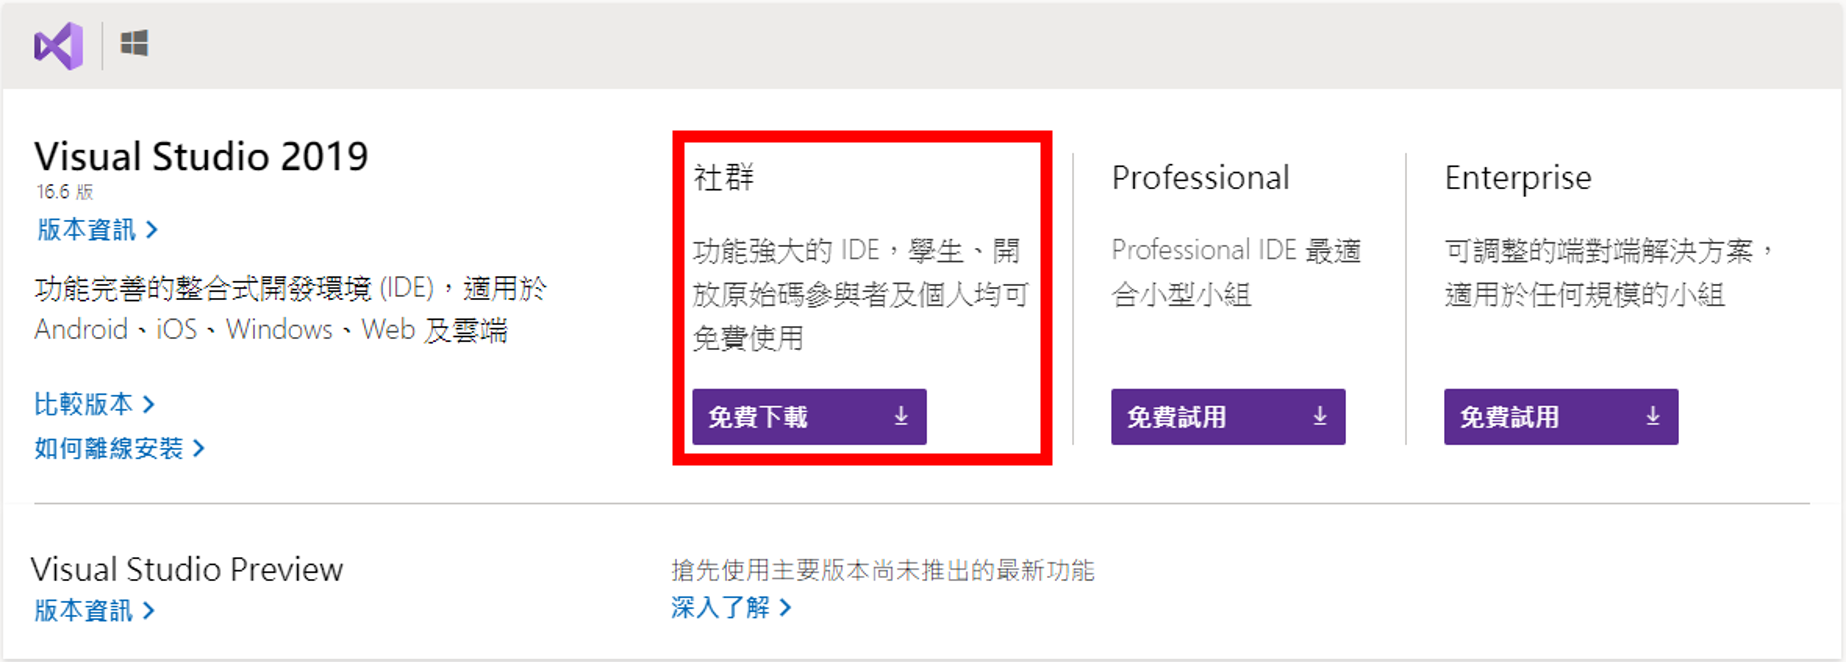 Visual Studio 2019
16.6 版
版本資訊
功能完善的整合式開發環境 (IDE)，適用於
Android、iOS、Windows、Web 及雲端
比較版本
如何離線安裝
社群
功能強大的 IDE，學生、開
放原始碼參與者及個人均可
免費使用
免費下載
Professional
Professional IDE 最適
合小型小組
免費試用
Enterprise
可調整的端對端解決方案，
適用於任何規模的小組
免費試用
Visual Studio Preview
版本資訊
搶先使用主要版本尚未推出的最新功能
深入了解